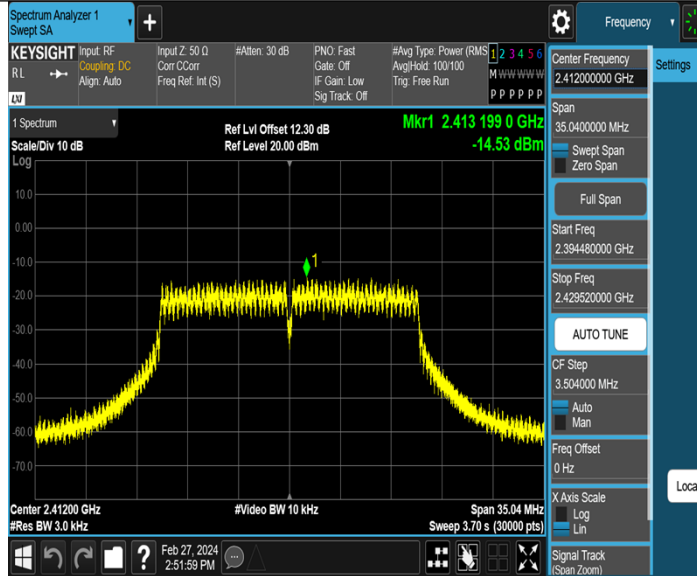 Spectrum Analyzer 1
Swept SA
+
Frequency
KEYSIGHT
RL
LXI
Input: RF
Coupling: DC
Align: Auto
Input Z: 50 Ω
Corr CCorr
Freq Ref: Int (S)
#Atten: 30 dB
PNO: Fast
Gate: Off
IF Gain: Low
Sig Track: Off
#Avg Type: Power (RMS
Avg|Hold: 100/100
Trig: Free Run
1 2 3 4 5 6
M W W W W W
P P P P P P
1 Spectrum
Scale/Div 10 dB
Log
Ref Lvl Offset 12.30 dB
Ref Level 20.00 dBm
Mkr1 2.413 199 0 GHz
-14.53 dBm
10.0
0.00
-10.0
-20.0
-30.0
-40.0
-50.0
-60.0
-70.0
1
Center 2.41200 GHz
#Res BW 3.0 kHz
#Video BW 10 kHz
Span 35.04 MHz
Sweep 3.70 s (30000 pts)
?
Feb 27, 2024
2:51:59 PM
Center Frequency
2.412000000 GHz
Span
35.0400000 MHz
Swept Span
Zero Span
Full Span
Start Freq
2.394480000 GHz
Stop Freq
2.429520000 GHz
AUTO TUNE
CF Step
3.504000 MHz
Auto
Man
Freq Offset
0 Hz
X Axis Scale
Log
Lin
Signal Track
(Span Zoom)
Settings
Loca